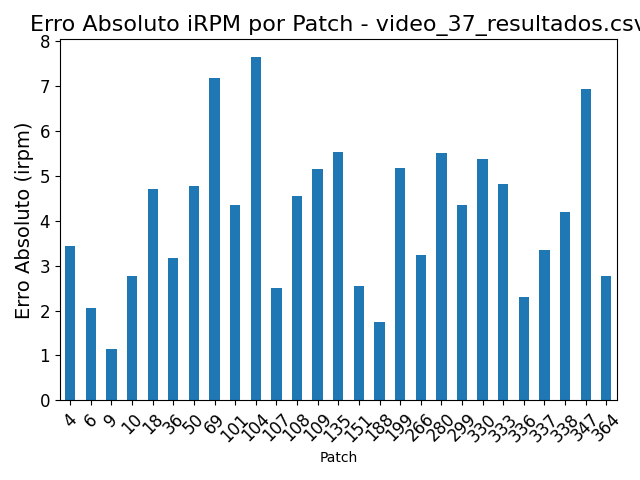 Erro Absoluto iRPM por Patch - video_37_resultados.csv
8
7
6
5
4
3
2
1
0
Erro Absoluto (irpm)
4 6 9 10 18 36 50 69 101 104 107 108 109 135 151 188 199 266 280 299 330 333 336 337 338 347 364
Patch